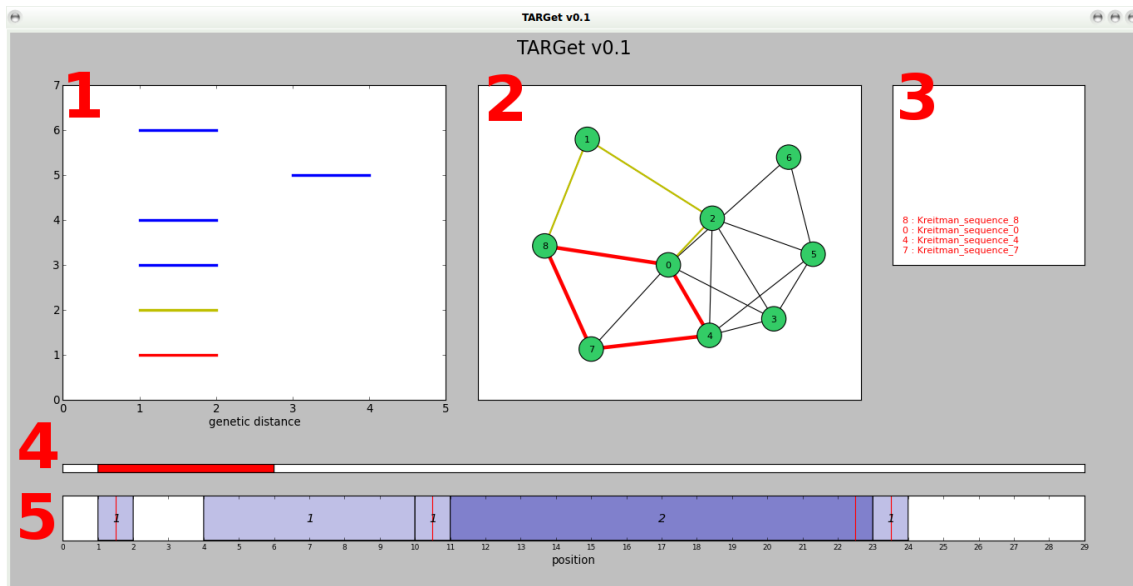 TARGet v0.1
TARGet v0.1
1
2
3
7
6
5
4
3
2
1
0
0 1 2 3 4 5
genetic distance
1
6
2
8
0
5
3
4
7
8 : Kreitman_sequence_8
0 : Kreitman_sequence_0
4 : Kreitman_sequence_4
7 : Kreitman_sequence_7
4
5
1 1 1 2 1
0 1 2 3 4 5 6 7 8 9 10 11 12 13 14 15 16 17 18 19 20 21 22 23 24 25 26 27 28 29
position